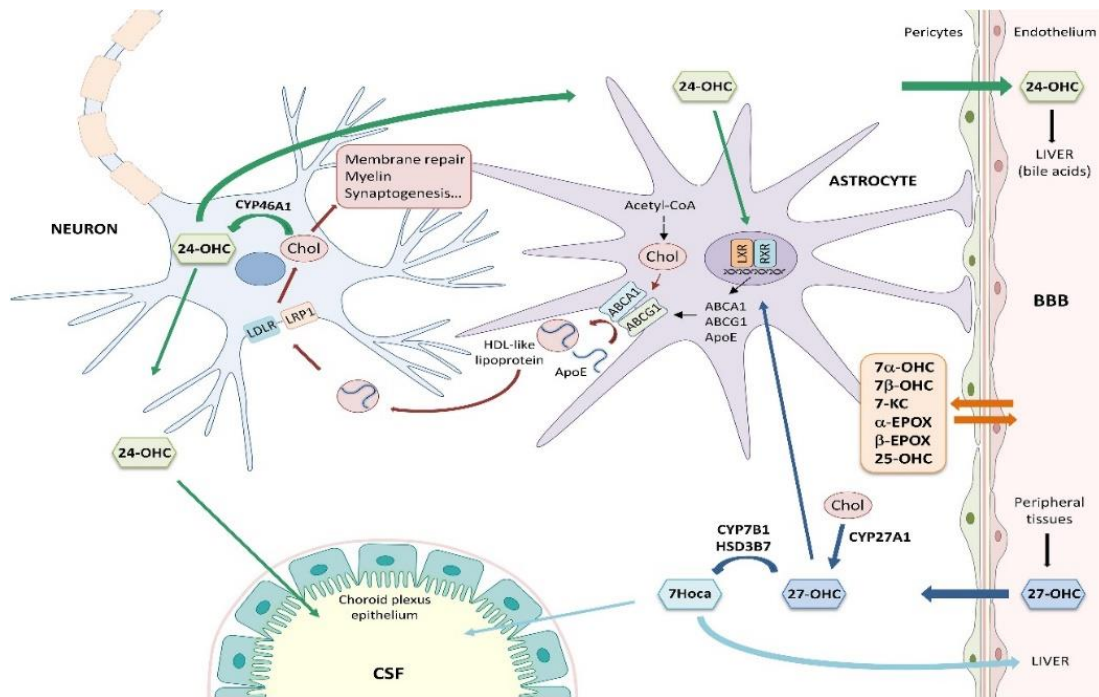 Pericytes
Endothelium
24-OHC
24-OHC
LIVER
(bile acids)
Membrane repair
Myelin
Synaptogenesis...
ASTROCYTE
CYP46A1
NEURON
24-OHC
Chol
Acetyl-CoA
Chol
LXR
RXR
LDLR
LRP1
ABCA1
ABCG1
ABCA1
ABCG1
ApoE
HDL-like
lipoprotein
ApoE
BBB
7α-OHC
7β-OHC
7-KC
α-EPOX
β-EPOX
25-OHC
24-OHC
Chol
CYP27A1
Peripheral
tissues
CYP7B1
HSD3B7
7Hoca
27-OHC
27-OHC
Choroid plexus
epithelium
CSF
LIVER